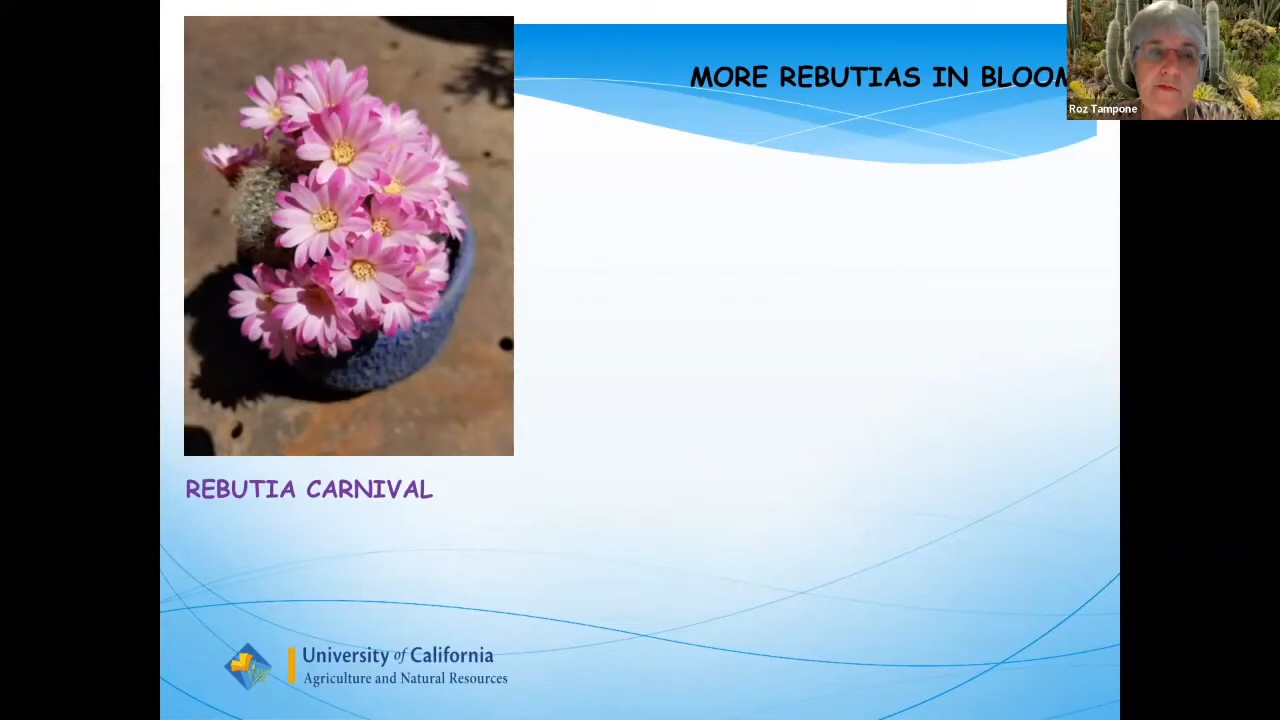 MORE REBUTIAS IN BLOOM
Roz Tampone
REBUTIA CARNIVAL
University of California
Agriculture and Natural Resources